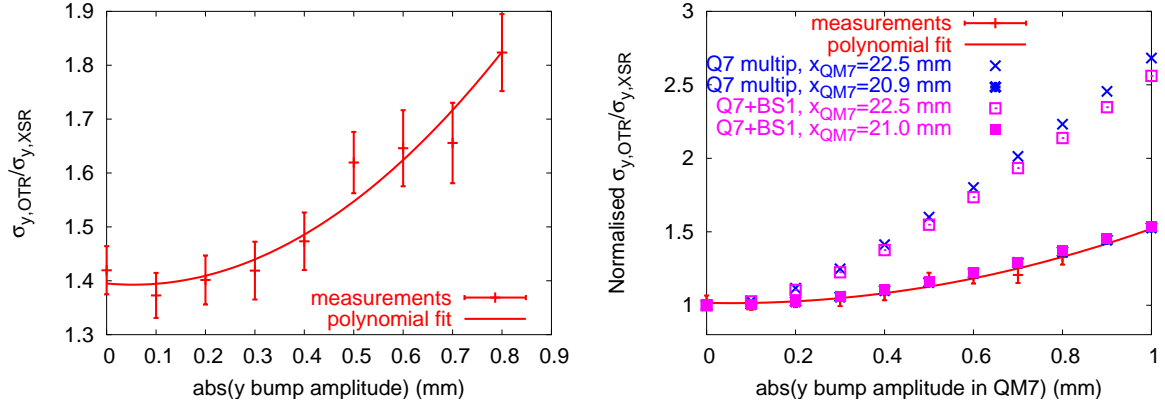 1.9
1.8
1.7
1.6
1.5
1.4
1.3
σy,OTR/σy,XSR
measurements
polynomial fit
0 0.1 0.2 0.3 0.4 0.5 0.6 0.7 0.8 0.9
abs(y bump amplitude) (mm)
3
2.5
2
1.5
1
Normalised σy,OTR/σy,XSR
measurements
polynomial fit
Q7 multip, xQM7=22.5 mm
Q7 multip, xQM7=20.9 mm
Q7+BS1, xQM7=22.5 mm
Q7+BS1, xQM7=21.0 mm
0 0.2 0.4 0.6 0.8 1
abs(y bump amplitude in QM7) (mm)